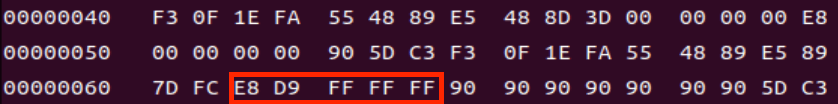 00000040 F3 0F 1E FA 55 48 89 E5 48 8D 3D 00 00 00 00 E8
00000050 00 00 00 00 90 5D C3 F3 0F 1E FA 55 48 89 E5 89
00000060 7D FC E8 D9 FF FF FF 90 90 90 90 90 90 90 5D C3